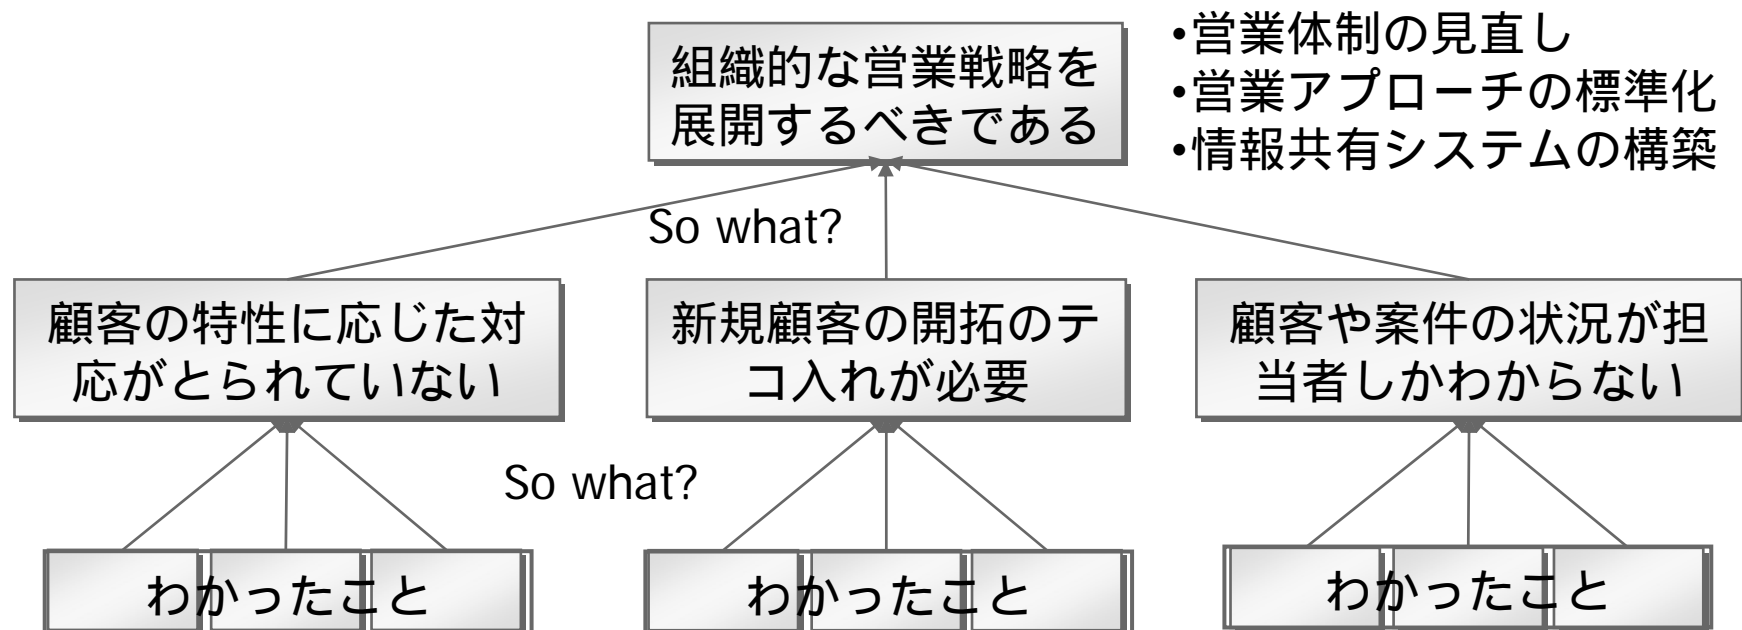 組織的な営業戦略を
展開するべきである
•営業体制の見直し
•営業アプローチの標準化
•情報共有システムの構築
So what?
顧客の特性に応じた対
応がとられていない
新規顧客の開拓のテ
コ入れが必要
顧客や案件の状況が担
当者しかわからない
So what?
わかったこと
わかったこと
わかったこと